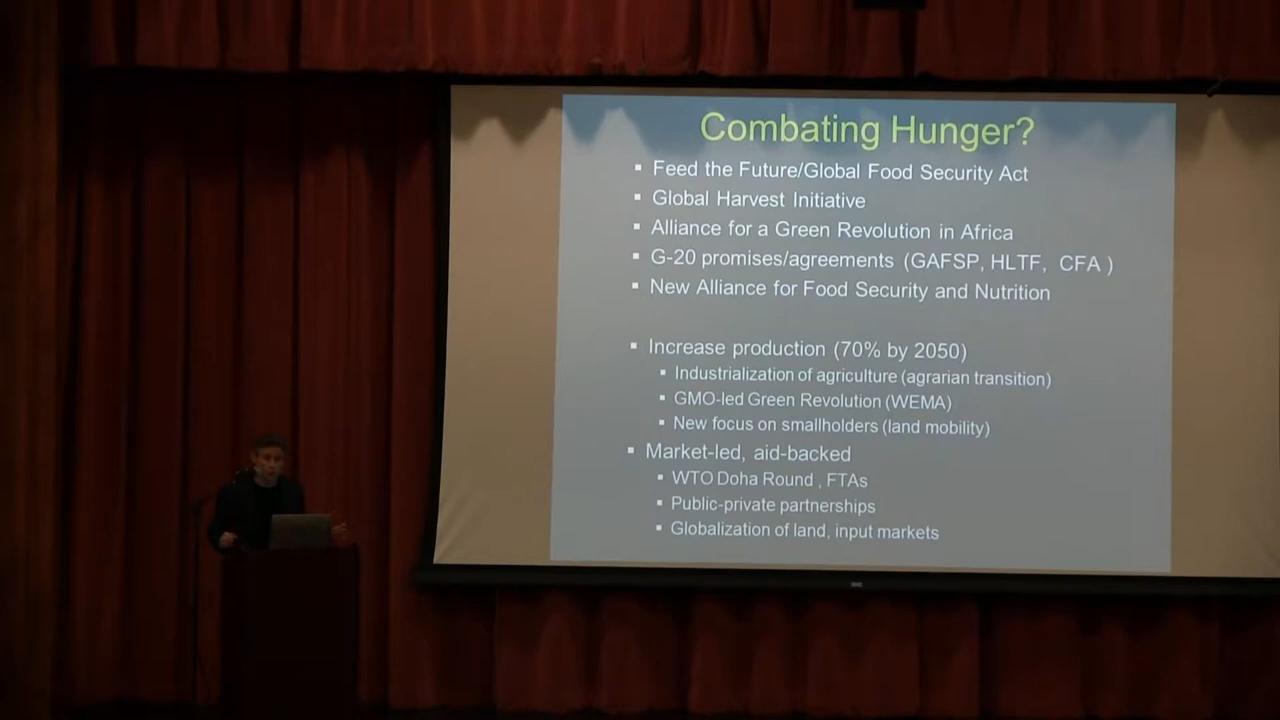 Combating Hunger?
▪ Feed the Future/Global Food Security Act
▪ Global Harvest Initiative
▪ Alliance for a Green Revolution in Africa
▪ G-20 promises/agreements (GAFSP, HLTF, CFA )
▪ New Alliance for Food Security and Nutrition
▪ Increase production (70% by 2050)
▪ Industrialization of agriculture (agrarian transition)
▪ GMO-led Green Revolution (WEMA)
▪ New focus on smallholders (land mobility)
▪ Market-led, aid-backed
▪ WTO Doha Round , FTAs
▪ Public-private partnerships
▪ Globalization of land, input markets